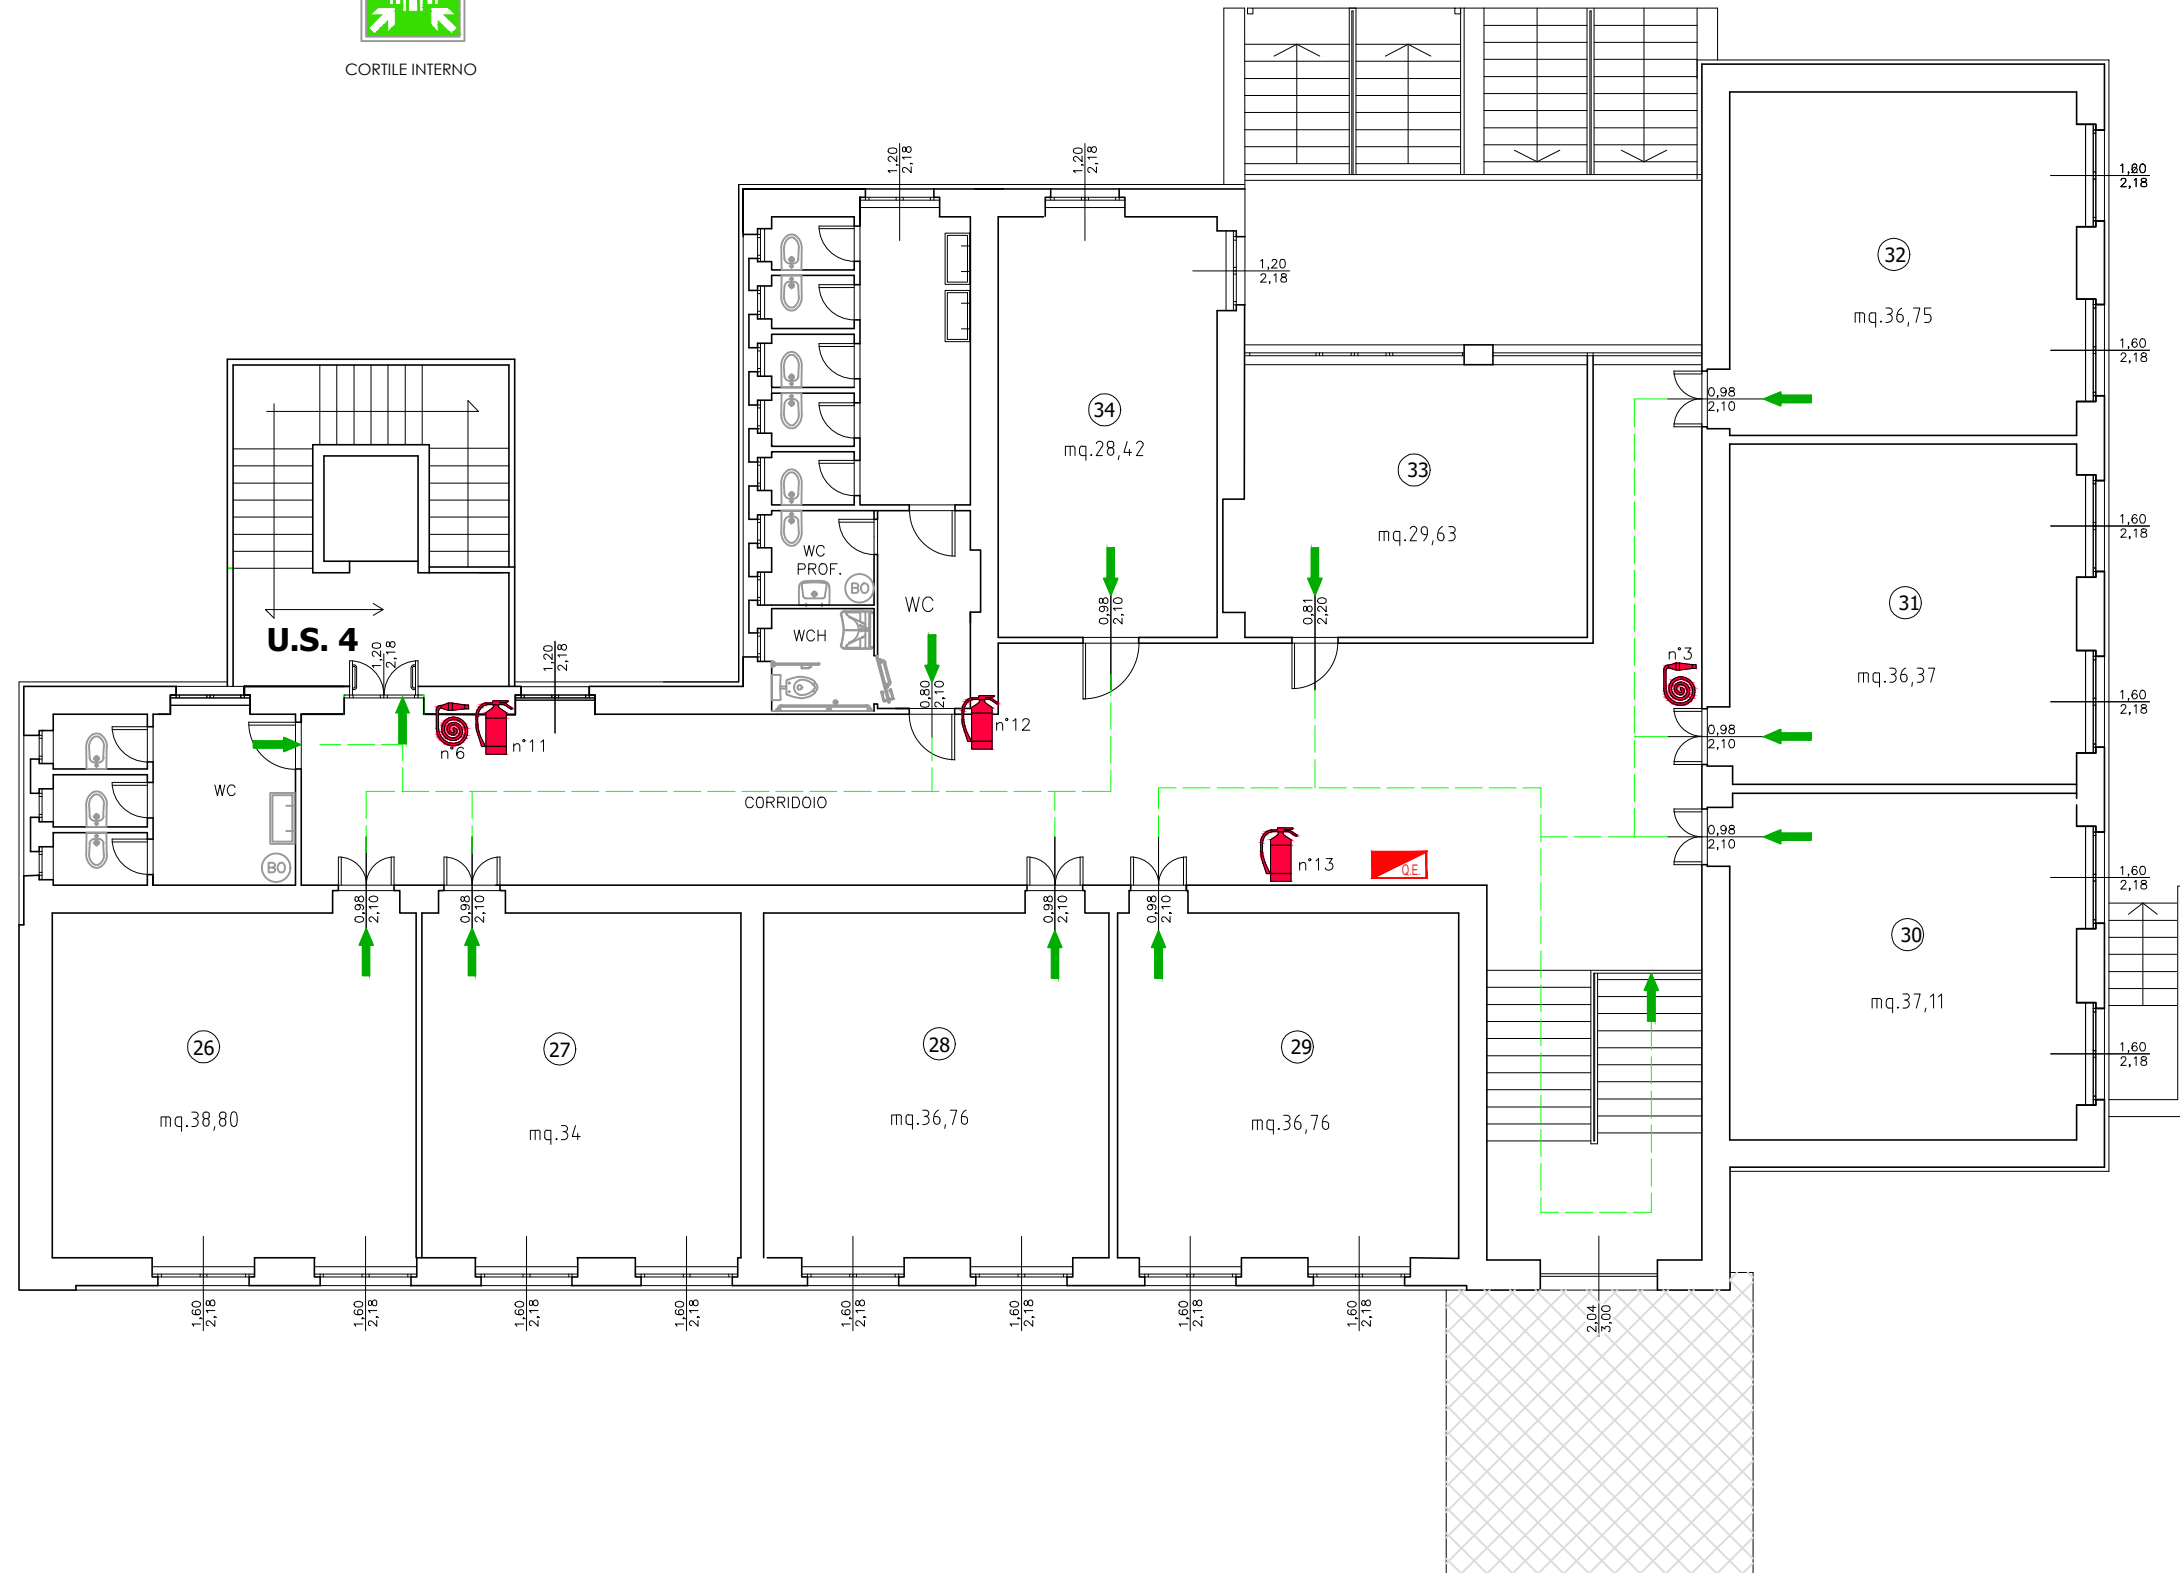 CORTILE INTERNO
1,20
2,18
1,20
2,18
1,60
2,18
32
1,20
2,18
mq.36,75
1,60
2,18
0,98
2,10
34
mq.28,42
33
mq.29,63
1,60
2,18
WC
PROF.
BO
WC
WCH
31
mq.36,37
0,98
2,10
0,81
2,20
U.S. 4
1,20
2,18
1,20
2,18
n°3
0,80
2,10
1,60
2,18
n°6
n°11
n°12
0,98
2,10
WC
CORRIDOIO
BO
n°13
Q.E.
0,98
2,10
1,60
2,18
0,98
2,10
0,98
2,10
0,98
2,10
0,98
2,10
30
mq.37,11
26
27
28
29
1,60
2,18
mq.38,80
mq.34
mq.36,76
mq.36,76
1,60
2,18
1,60
2,18
1,60
2,18
1,60
2,18
1,60
2,18
1,60
2,18
1,60
2,18
1,60
2,18
2,04
3,00